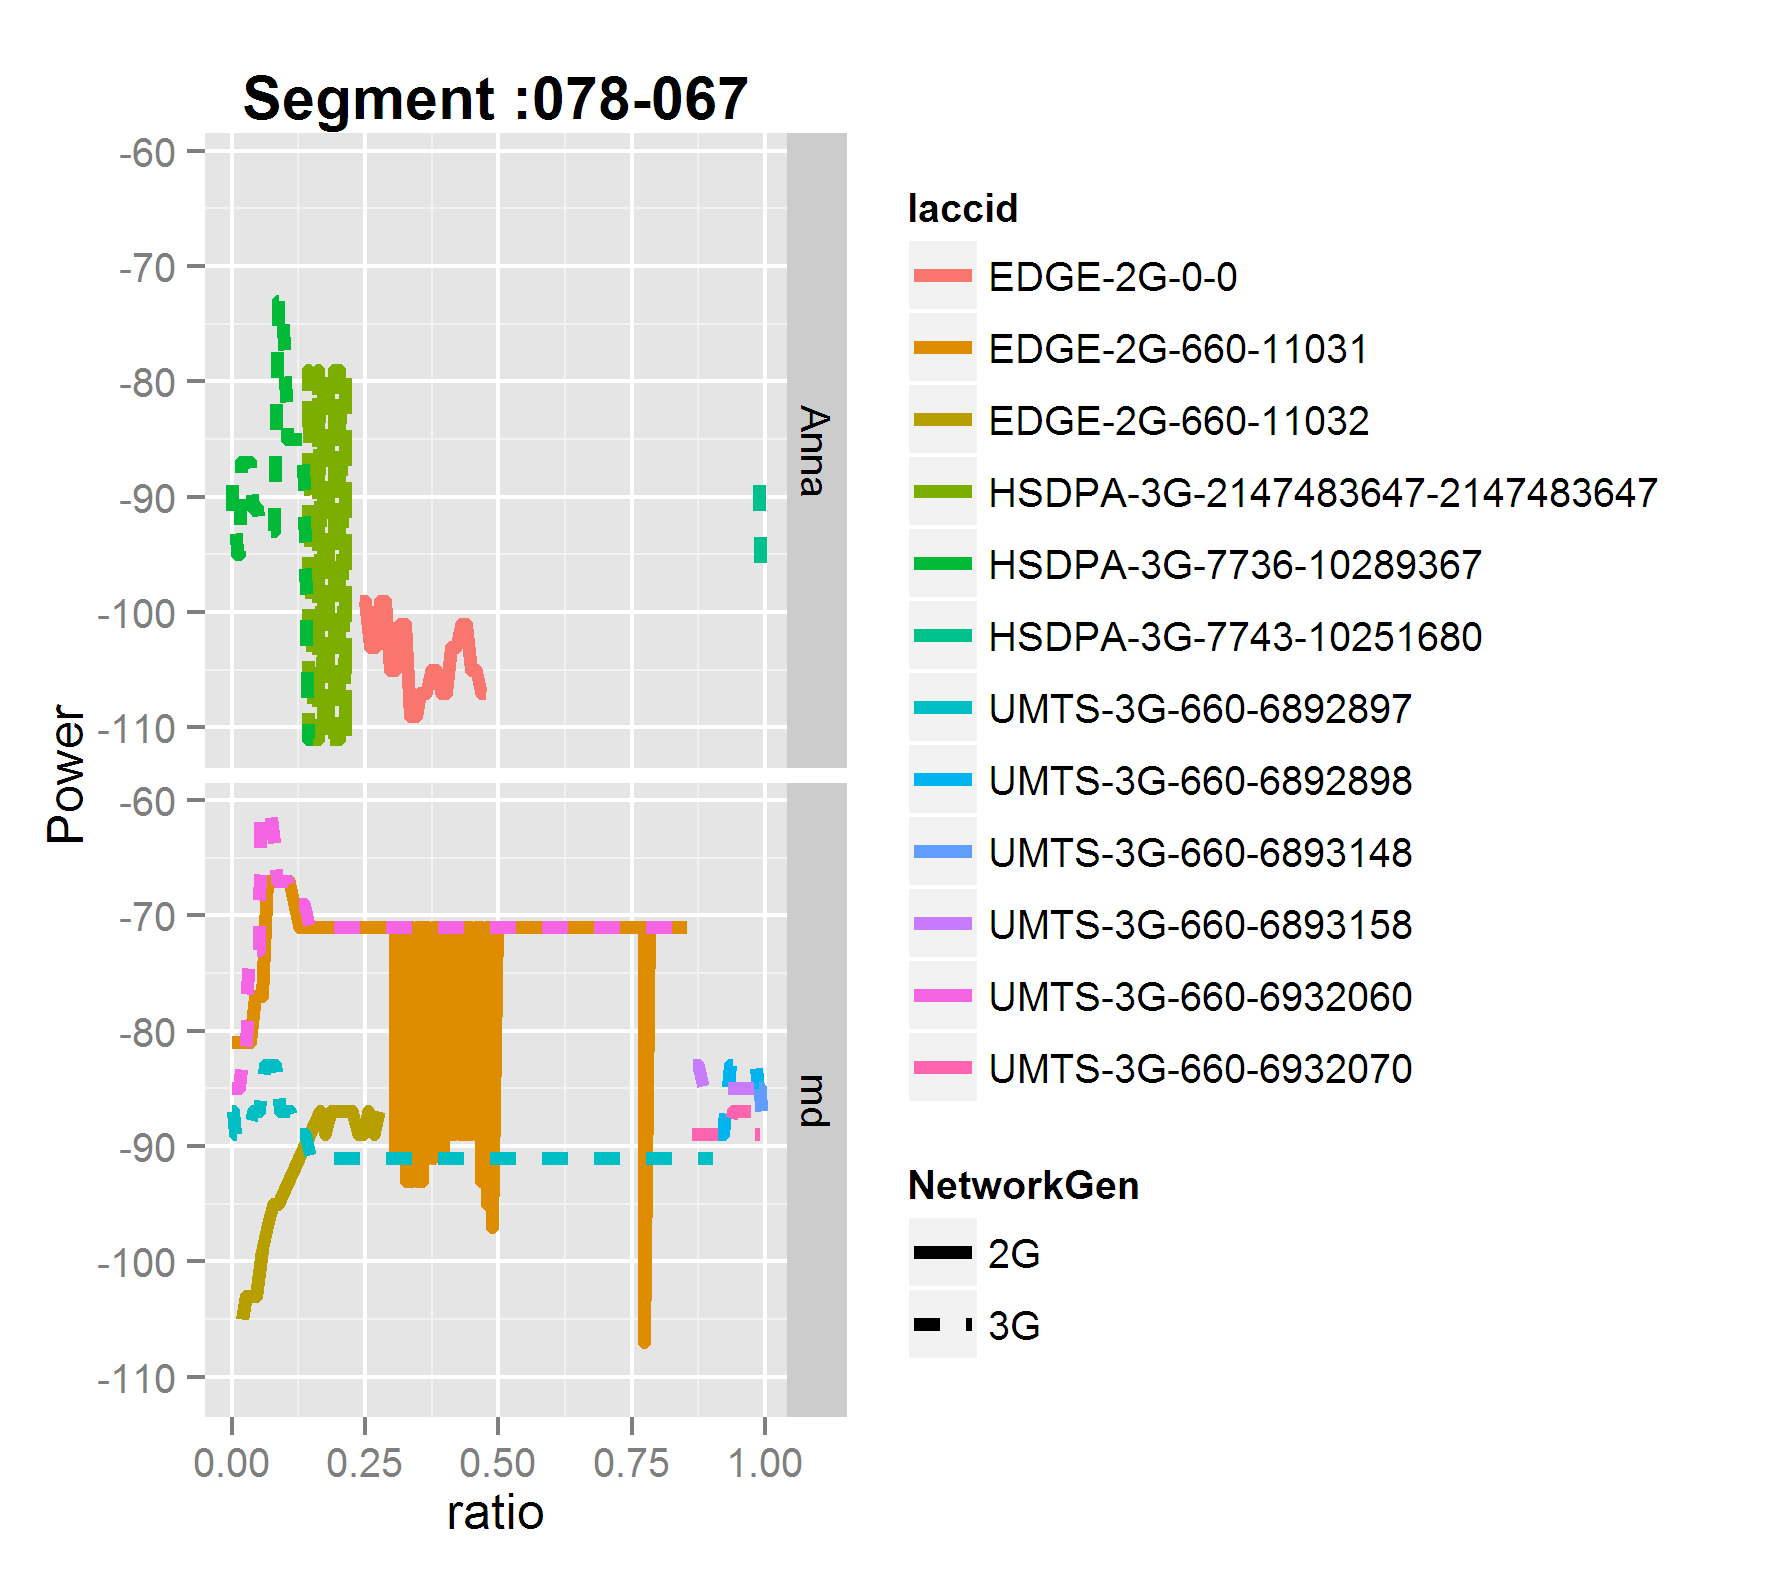 Segment :078-067
-60
-70
-80
-90
-100
-110
Anna
-60
-70
-80
-90
-100
-110
md
Power
0.00 0.25 0.50 0.75 1.00
ratio
laccid
EDGE-2G-0-0
EDGE-2G-660-11031
EDGE-2G-660-11032
HSDPA-3G-2147483647-2147483647
HSDPA-3G-7736-10289367
HSDPA-3G-7743-10251680
UMTS-3G-660-6892897
UMTS-3G-660-6892898
UMTS-3G-660-6893148
UMTS-3G-660-6893158
UMTS-3G-660-6932060
UMTS-3G-660-6932070
NetworkGen
2G
3G